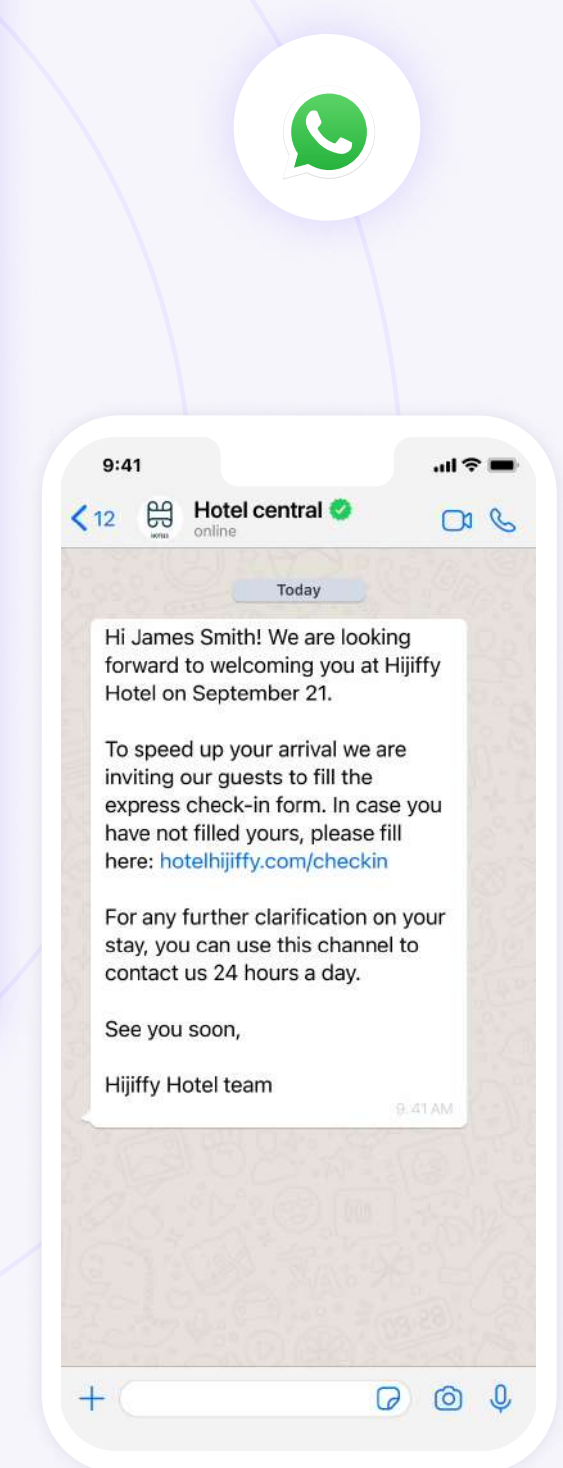 9:41
12
HOTELS
Hotel central
online
Today
Hi James Smith! We are looking
forward to welcoming you at Hijiffy
Hotel on September 21.
To speed up your arrival we are
inviting our guests to fill the
express check-in form. In case you
have not filled yours, please fill
here: hotelhijiffy.com/checkin
For any further clarification on your
stay, you can use this channel to
contact us 24 hours a day.
See you soon,
Hijiffy Hotel team
9:41 AM